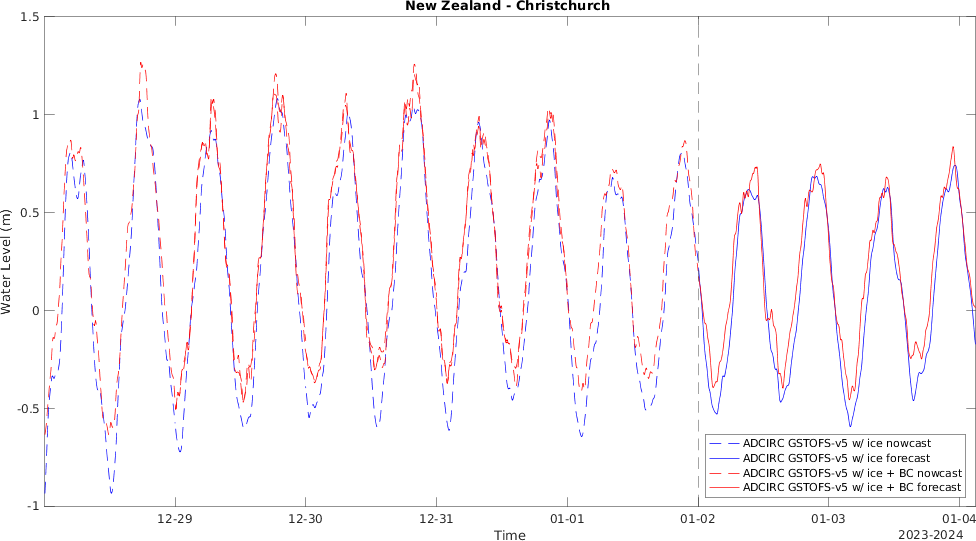 New Zealand - Christchurch
Water Level (m)
1.5
1
0.5
0
-0.5
-1
12-29
12-30
12-31
01-01
01-02
01-03
01-04
Time
2023-2024
ADCIRC GSTOFS-v5 w/ ice nowcast
ADCIRC GSTOFS-v5 w/ ice forecast
ADCIRC GSTOFS-v5 w/ ice + BC nowcast
ADCIRC GSTOFS-v5 w/ ice + BC forecast